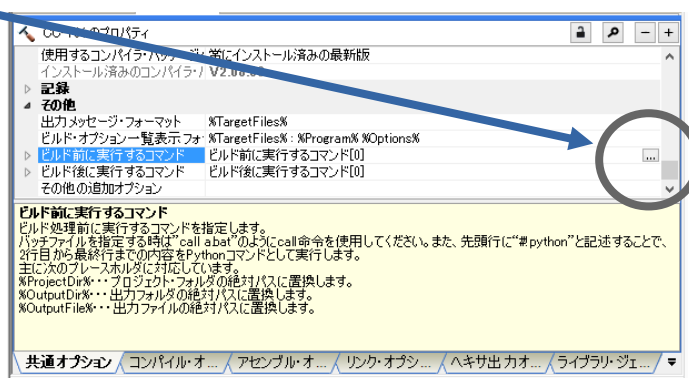 のプロパティ
使用するコンパイラ・パッケージ 常にインストール済みの最新版
インストール済みのコンパイラ・
記録
その他
出力メッセージ・フォーマット %TargetFiles%
ビルド・オプション一覧表示フォ %TargetFiles% : %Program% %Options%
ビルド前に実行するコマンド ビルド前に実行するコマンド[0] ...
ビルド後に実行するコマンド ビルド後に実行するコマンド[0]
その他の追加オプション
ビルド前に実行するコマンド
ビルド処理前に実行するコマンドを指定します。
バッチファイルを指定する時は"call a.bat"のようにcall命令を使用してください。また、先頭行に"#!python"と記述することで、
2行目から最終行までの内容をPythonコマンドとして実行します。
主に次のプレースホルダに対応しています。
%ProjectDir%・・・プロジェクト・フォルダの絶対パスに置換します。
%OutputDir%・・・出力フォルダの絶対パスに置換します。
%OutputFile%・・・出力ファイルの絶対パスに置換します。
共通オプション コンパイル・オ... アセンブル・オ... リンク・オプシ... ヘキサ出力オ... ライブラリ・ジェ...